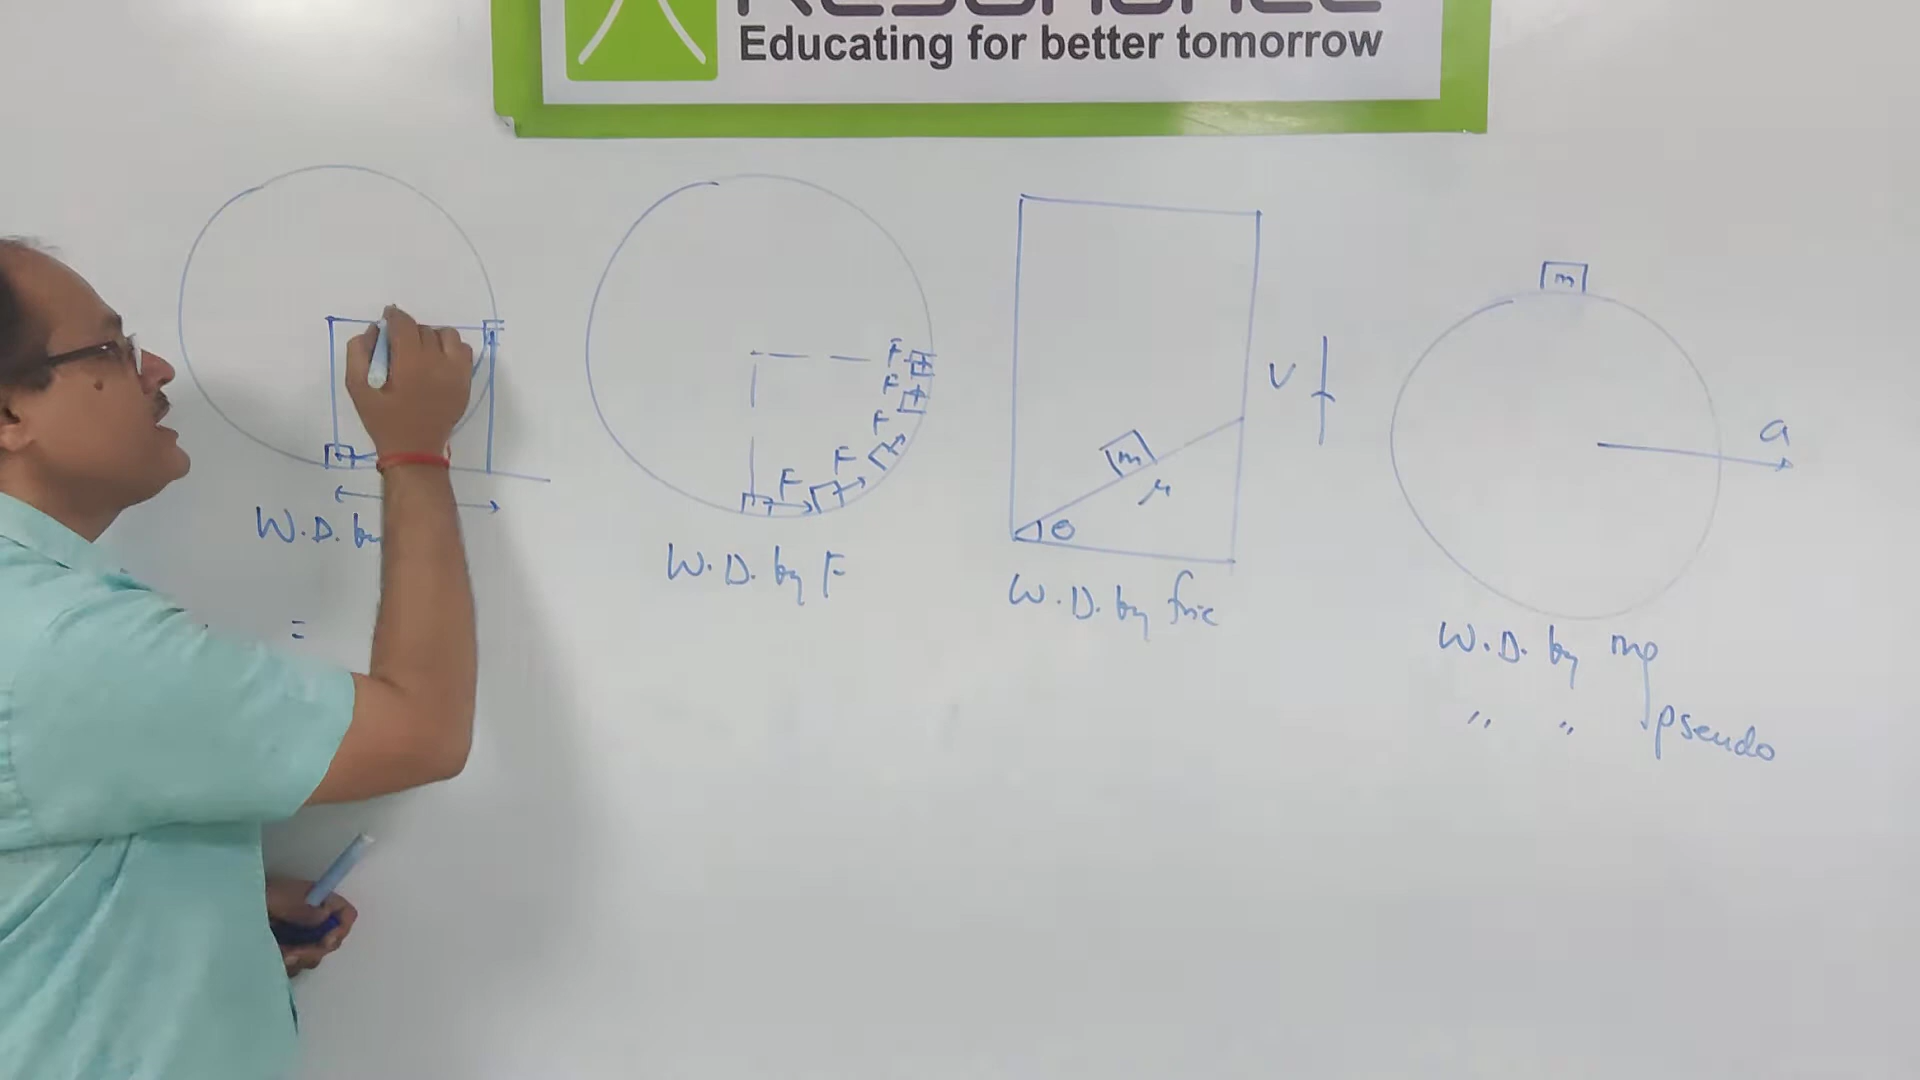 Educating for better tomorrow
W.D. by
=
F
F
F
F
F
W.D. by F
m
μ
θ
v
W.D. by fric
m
a
W.D. by mg
" " pseudo